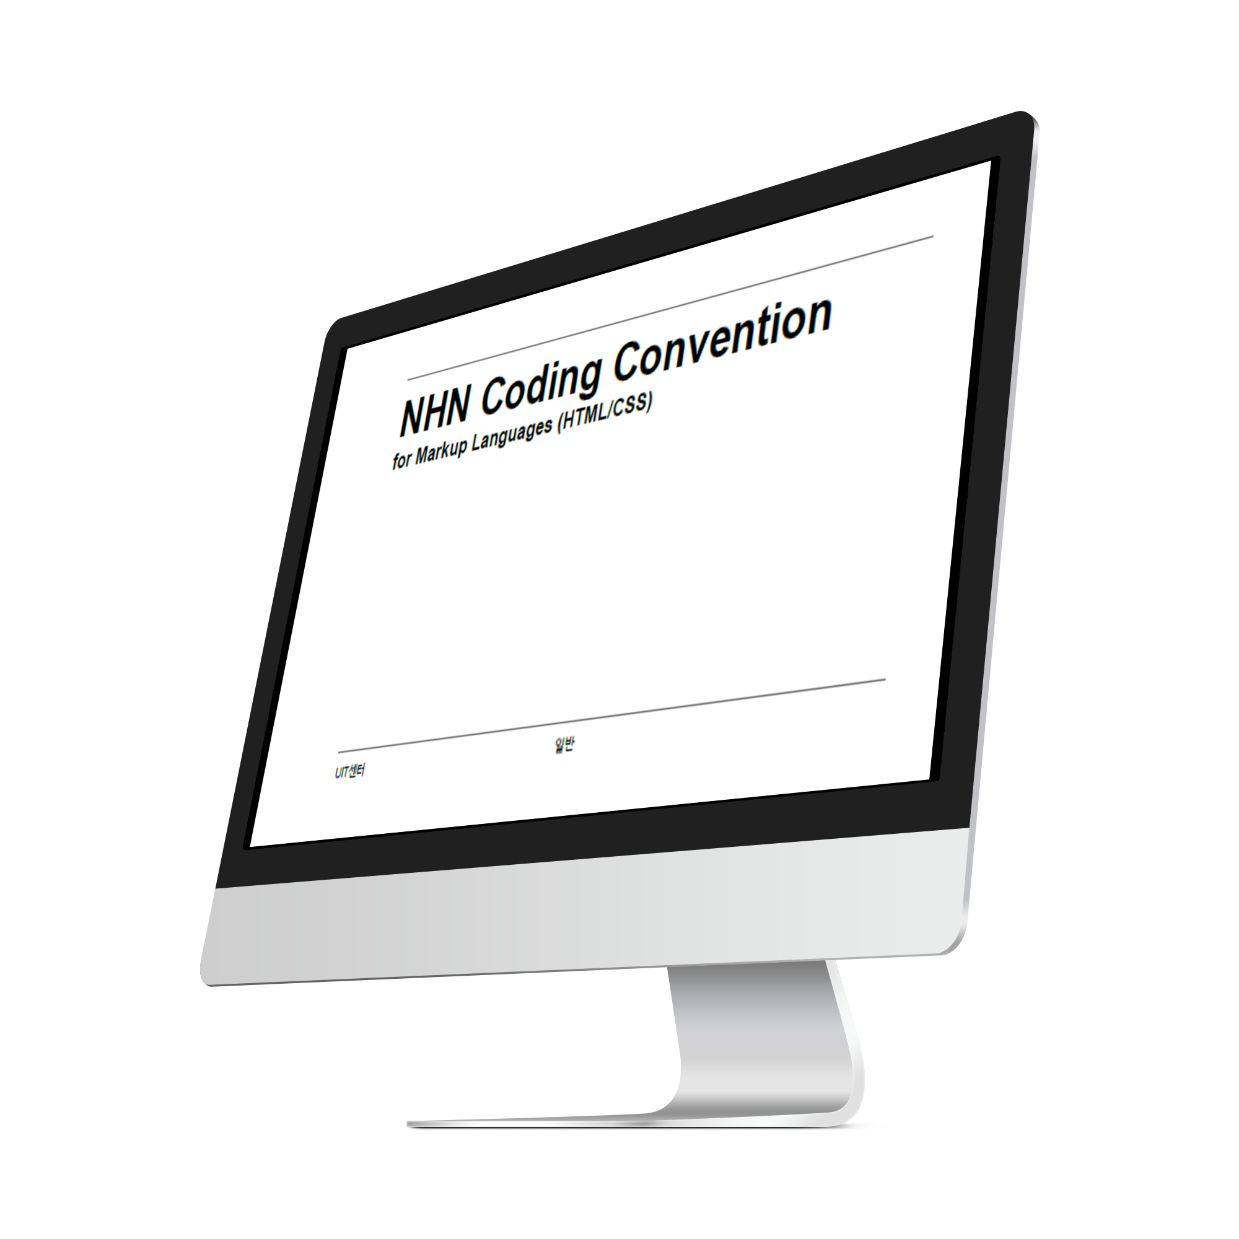 NHN Coding Convention
for Markup Languages (HTML/CSS)
일반
UIT센터